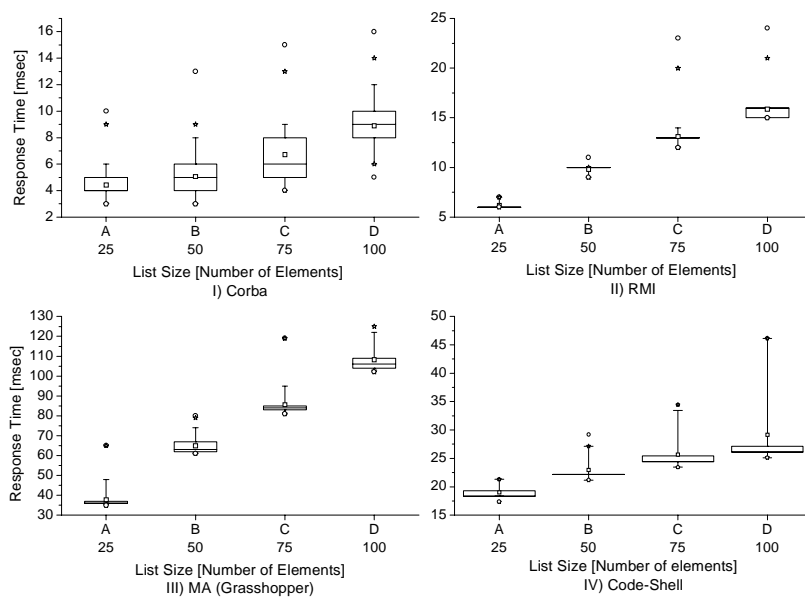 Response Time [msec]
16
14
12
10
8
6
4
2
A B C D
25 50 75 100
List Size [Number of Elements]
I) Corba
25
20
15
10
5
A B C D
25 50 75 100
List Size [Number of Elements]
II) RMI
Response Time [msec]
130
120
110
100
90
80
70
60
50
40
30
A B C D
25 50 75 100
List Size [Number of Elements]
III) MA (Grasshopper)
50
45
40
35
30
25
20
15
A B C D
25 50 75 100
List Size [Number of elements]
IV) Code-Shell